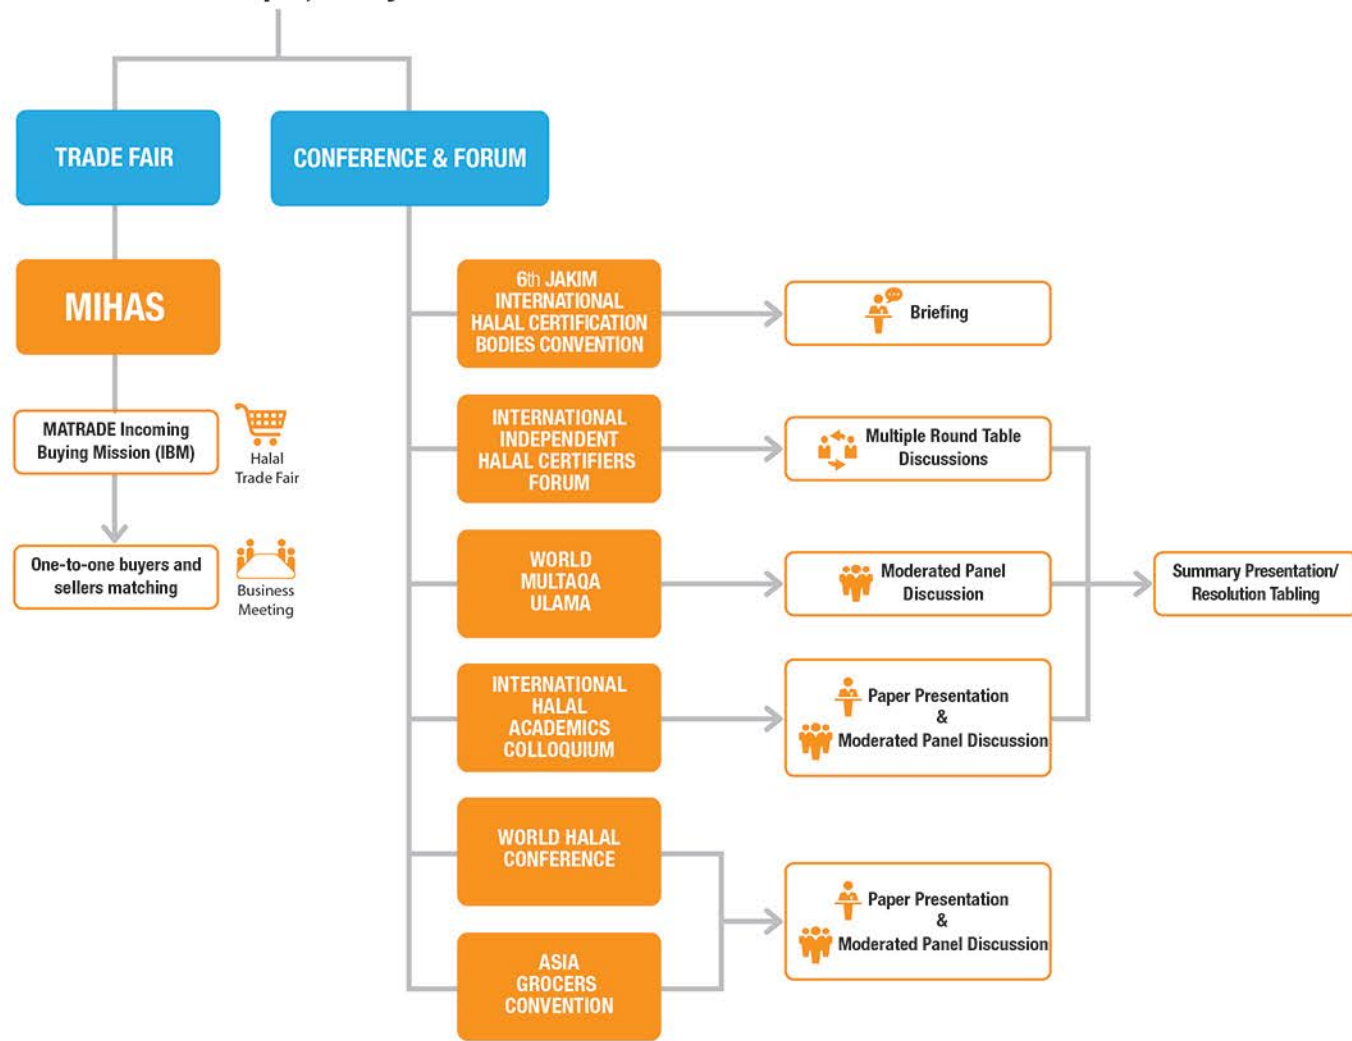 TRADE FAIR
CONFERENCE & FORUM
MIHAS
MATRADE Incoming
Buying Mission (IBM)
Halal
Trade Fair
One-to-one buyers and
sellers matching
Business
Meeting
6th JAKIM
INTERNATIONAL
HALAL CERTIFICATION
BODIES CONVENTION
Briefing
INTERNATIONAL
INDEPENDENT
HALAL CERTIFIERS
FORUM
Multiple Round Table
Discussions
WORLD
MULTAQA
ULAMA
Moderated Panel
Discussion
Summary Presentation/
Resolution Tabling
INTERNATIONAL
HALAL
ACADEMICS
COLLOQUIUM
Paper Presentation
&
Moderated Panel Discussion
WORLD HALAL
CONFERENCE
ASIA
GROCERS
CONVENTION
Paper Presentation
&
Moderated Panel Discussion